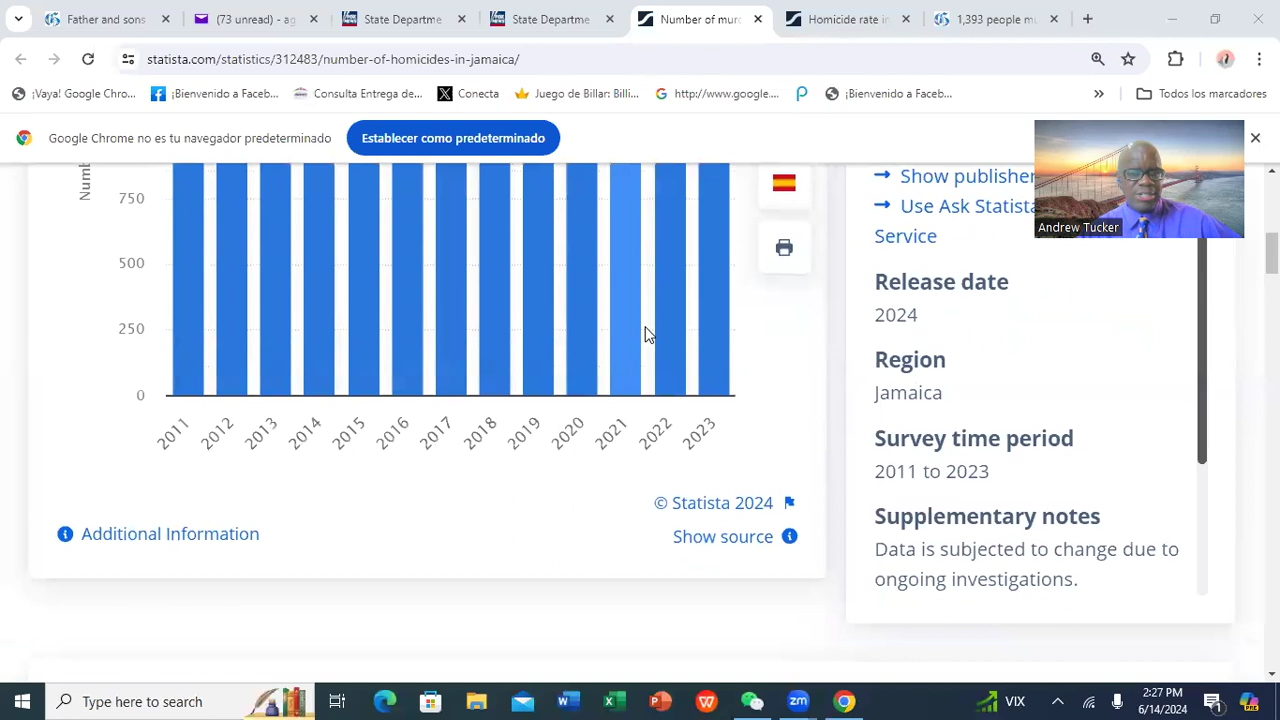 Father and sons
(73 unread) - ag
State Departme
State Departme
Number of murd
Homicide rate in
1,393 people m
statista.com/statistics/312483/number-of-homicides-in-jamaica/
¡Vaya! Google Chro...
¡Bienvenido a Faceb...
Consulta Entrega de...
Conecta
Juego de Billar: Billi...
http://www.google....
¡Bienvenido a Faceb...
Todos los marcadores
Google Chrome no es tu navegador predeterminado
Establecer como predeterminado
Numb
750
500
250
0
2011
2012
2013
2014
2015
2016
2017
2018
2019
2020
2021
2022
2023
© Statista 2024
Additional Information
Show source
Show publisher
Use Ask Statista
Service
Andrew Tucker
Release date
2024
Region
Jamaica
Survey time period
2011 to 2023
Supplementary notes
Data is subjected to change due to
ongoing investigations.
Type here to search
VIX
2:27 PM
6/14/2024